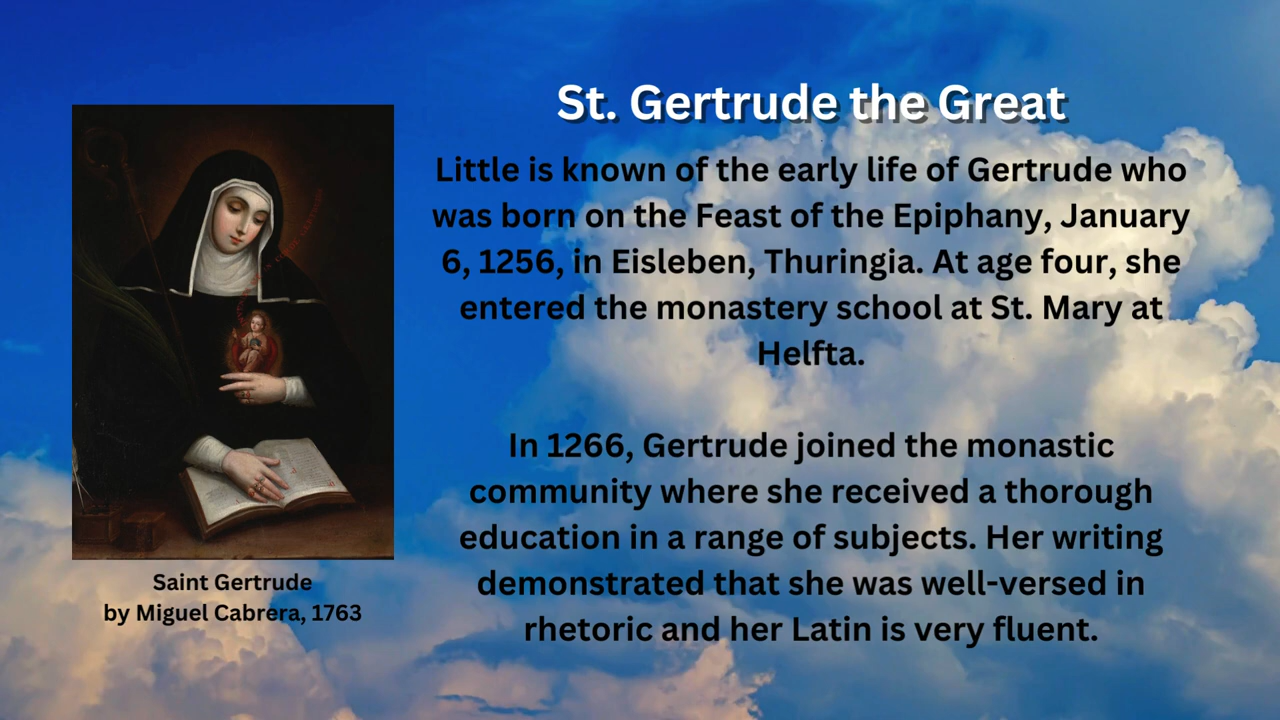 St. Gertrude the Great
Little is known of the early life of Gertrude who
was born on the Feast of the Epiphany, January
6, 1256, in Eisleben, Thuringia. At age four, she
entered the monastery school at St. Mary at
Helfta.
In 1266, Gertrude joined the monastic
community where she received a thorough
education in a range of subjects. Her writing
demonstrated that she was well-versed in
rhetoric and her Latin is very fluent.
Saint Gertrude
by Miguel Cabrera, 1763